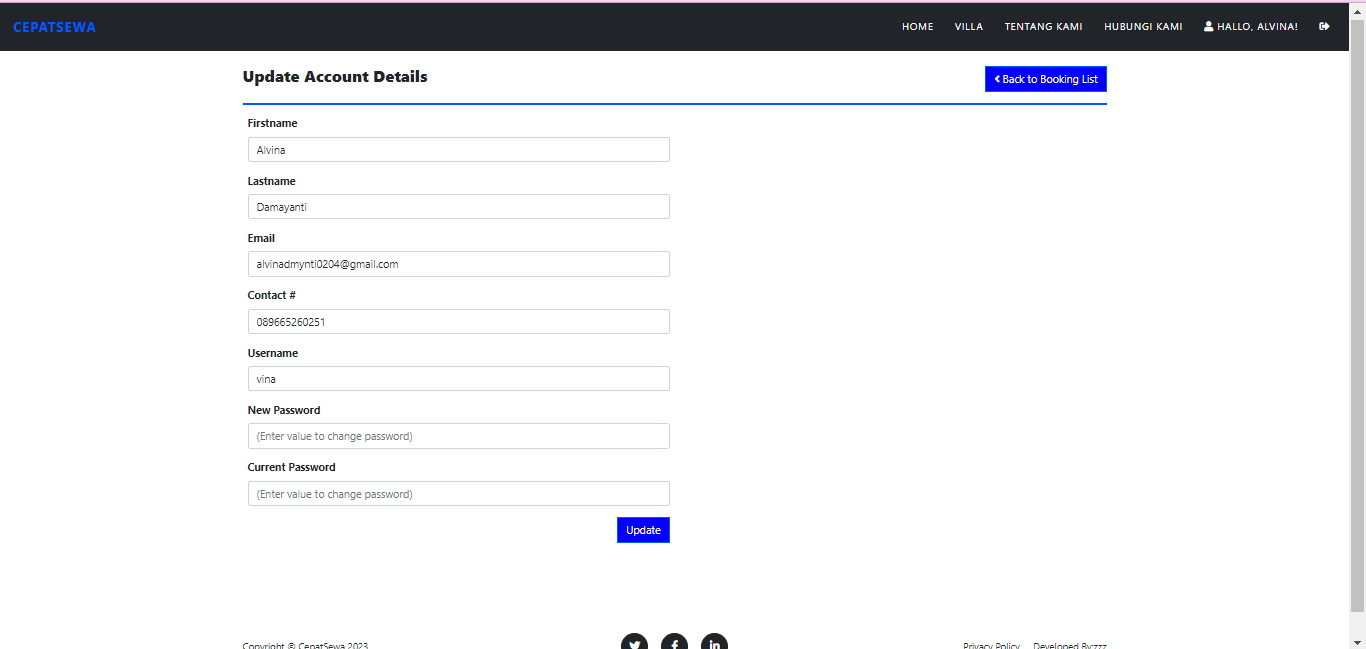 CEPATSEWA
HOME VILLA TENTANG KAMI HUBUNGI KAMI HALLO, ALVINA!
Update Account Details
Back to Booking List
Firstname
Alvina
Lastname
Damayanti
Email
alvinadmynti0204@gmail.com
Contact #
089665260251
Username
vina
New Password
(Enter value to change password)
Current Password
(Enter value to change password)
Update
Copyright © CepatSewa 2023
Privacy Policy Developed By:zzz